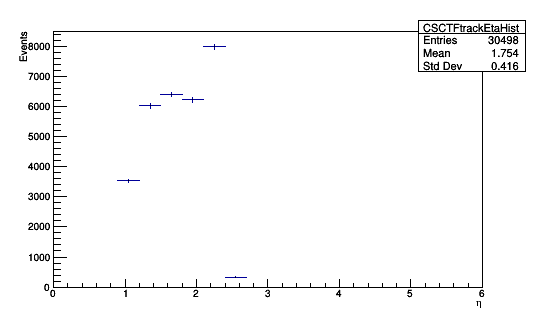 CSCTFtrackEtaHist
Entries 30498
Mean 1.754
Std Dev 0.416
Events
8000
7000
6000
5000
4000
3000
2000
1000
0
0 1 2 3 4 5 6
η